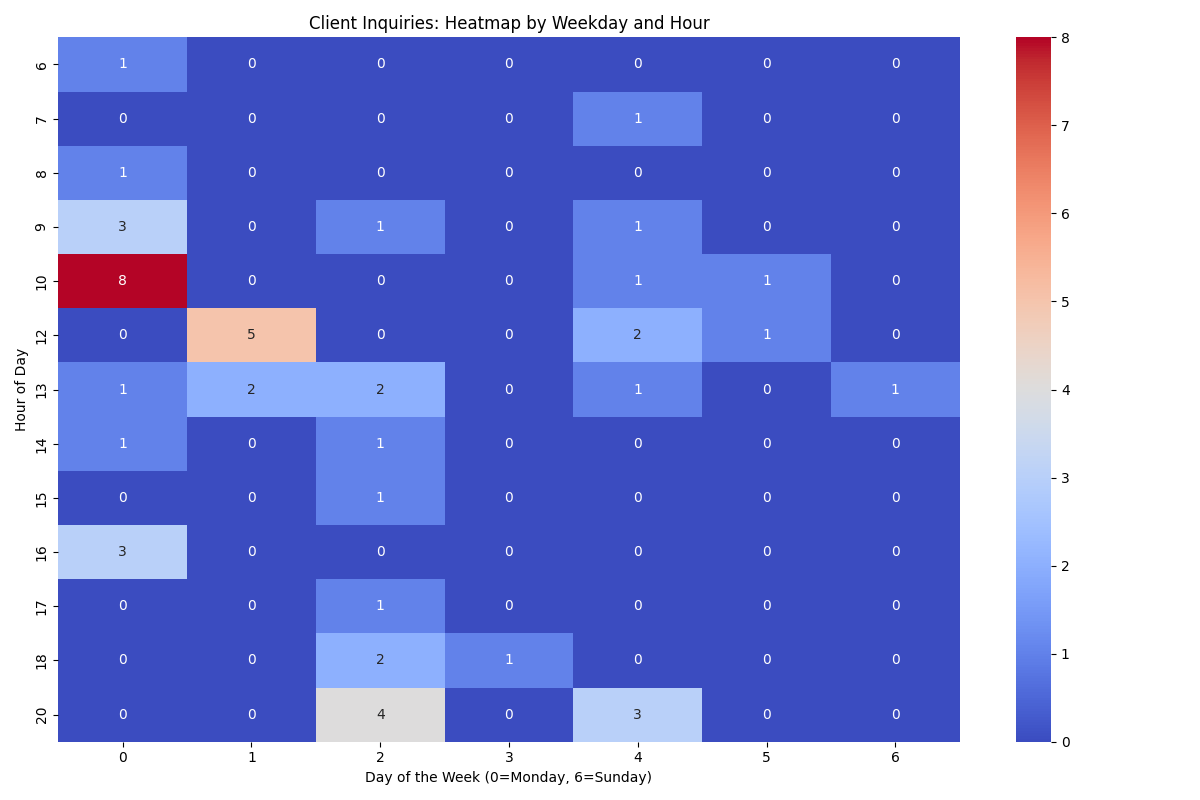 Client Inquiries: Heatmap by Weekday and Hour
6 1 0 0 0 0 0 0
7 0 0 0 0 1 0 0
8 1 0 0 0 0 0 0
9 3 0 1 0 1 0 0
10 8 0 0 0 1 1 0
12 0 5 0 0 2 1 0
13 1 2 2 0 1 0 1
14 1 0 1 0 0 0 0
15 0 0 1 0 0 0 0
16 3 0 0 0 0 0 0
17 0 0 1 0 0 0 0
18 0 0 2 1 0 0 0
20 0 0 4 0 3 0 0
0 1 2 3 4 5 6
Hour of Day
Day of the Week (0=Monday, 6=Sunday)
8
7
6
5
4
3
2
1
0